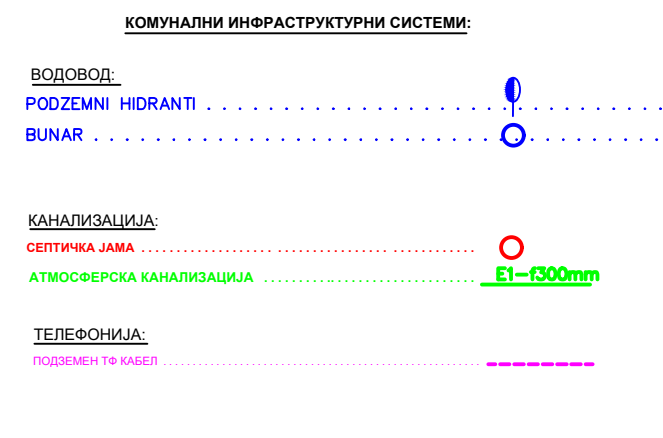 КОМУНАЛНИ ИНФРАСТРУКТУРНИ СИСТЕМИ:
ВОДОВОД:
PODZEMNI HIDRANTI
BUNAR
КАНАЛИЗАЦИЈА:
СЕПТИЧКА ЈАМА
АТМОСФЕРСКА КАНАЛИЗАЦИЈА E1-f300mm
ТЕЛЕФОНИЈА:
ПОДЗЕМЕН ТФ КАБЕЛ